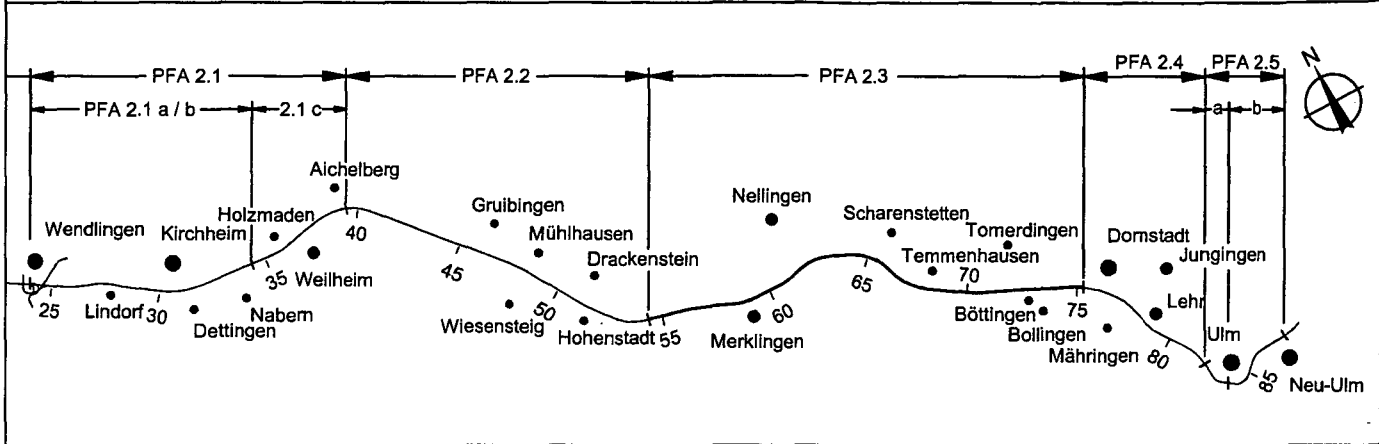 N
PFA 2.1
PFA 2.2
PFA 2.3
PFA 2.4
PFA 2.5
PFA 2.1 a / b
2.1 c
a
b
Aichelberg
Wendlingen
Kirchheim
Holzmaden
Weilheim
Lindorf
Dettingen
Nabern
25
30
35
40
Gruibingen
Mühlhausen
Drackenstein
Wiesensteig
Hohenstadt
45
50
55
Nellingen
Merklingen
Scharenstetten
Temmenhausen
Tomerdingen
60
65
70
75
Böttingen
Bollingen
Mähringen
Dornstadt
Jungingen
Lehr
Ulm
80
85
Neu-Ulm